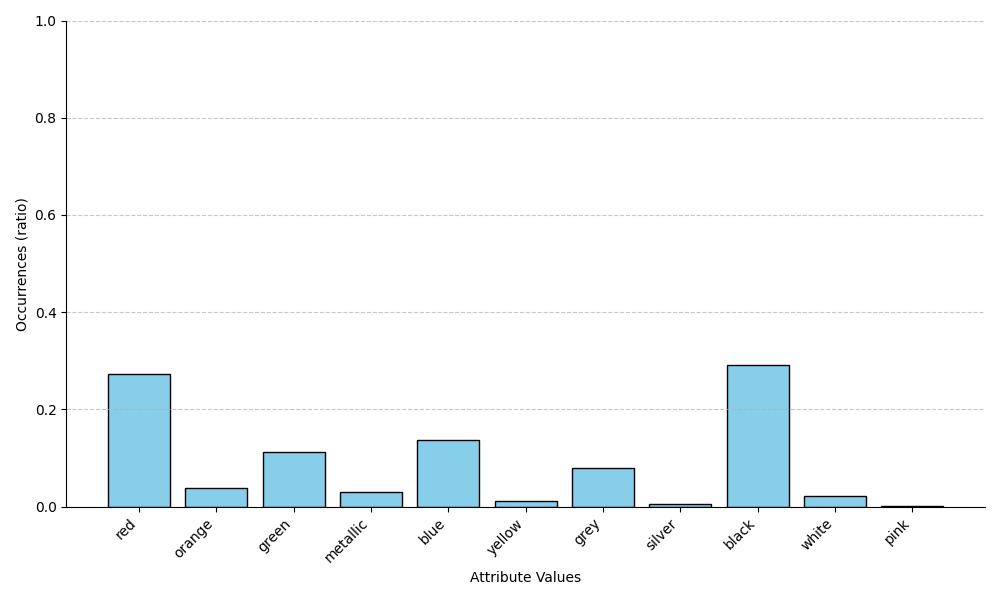 1.0
0.8
0.6
0.4
0.2
0.0
Occurrences (ratio)
red
orange
green
metallic
blue
yellow
grey
silver
black
white
pink
Attribute Values